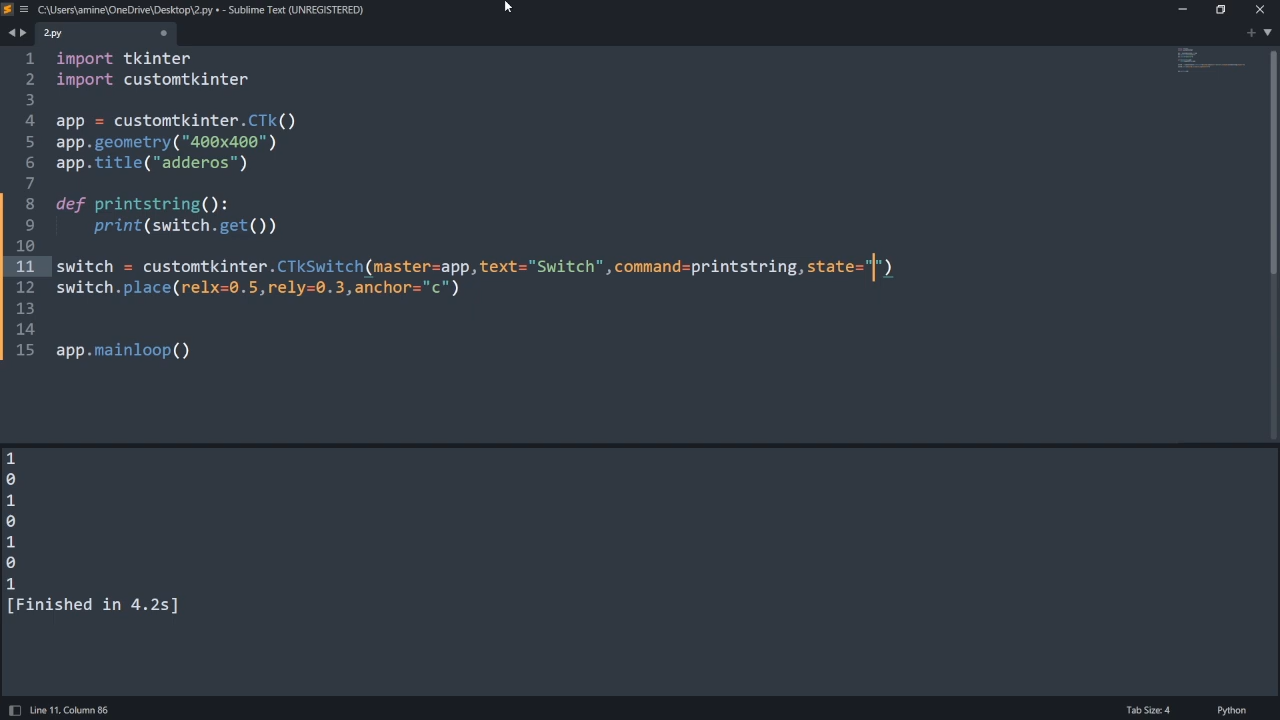 C:\Users\amine\OneDrive\Desktop\2.py • - Sublime Text (UNREGISTERED)
2.py
1 import tkinter
2 import customtkinter
3
4 app = customtkinter.CTk()
5 app.geometry("400x400")
6 app.title("adderos")
7
8 def printstring():
9 print(switch.get())
10
11 switch = customtkinter.CTkSwitch(master=app,text="Switch",command=printstring,state="")
12 switch.place(relx=0.5,rely=0.3,anchor="c")
13
14
15 app.mainloop()
1
0
1
0
1
0
1
[Finished in 4.2s]
Line 11, Column 86 Tab Size: 4 Python